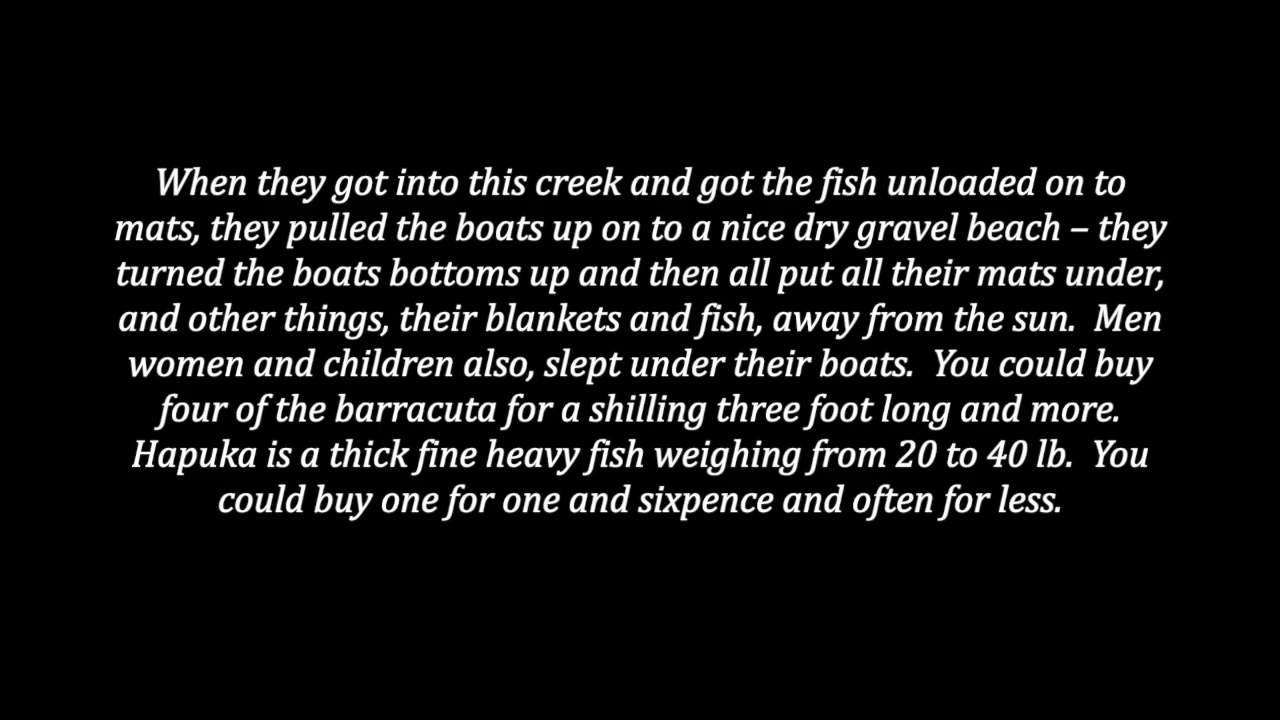 When they got into this creek and got the fish unloaded on to
mats, they pulled the boats up on to a nice dry gravel beach – they
turned the boats bottoms up and then all put all their mats under,
and other things, their blankets and fish, away from the sun.  Men
women and children also, slept under their boats.  You could buy
four of the barracuta for a shilling three foot long and more.
Hapuka is a thick fine heavy fish weighing from 20 to 40 lb.  You
could buy one for one and sixpence and often for less.